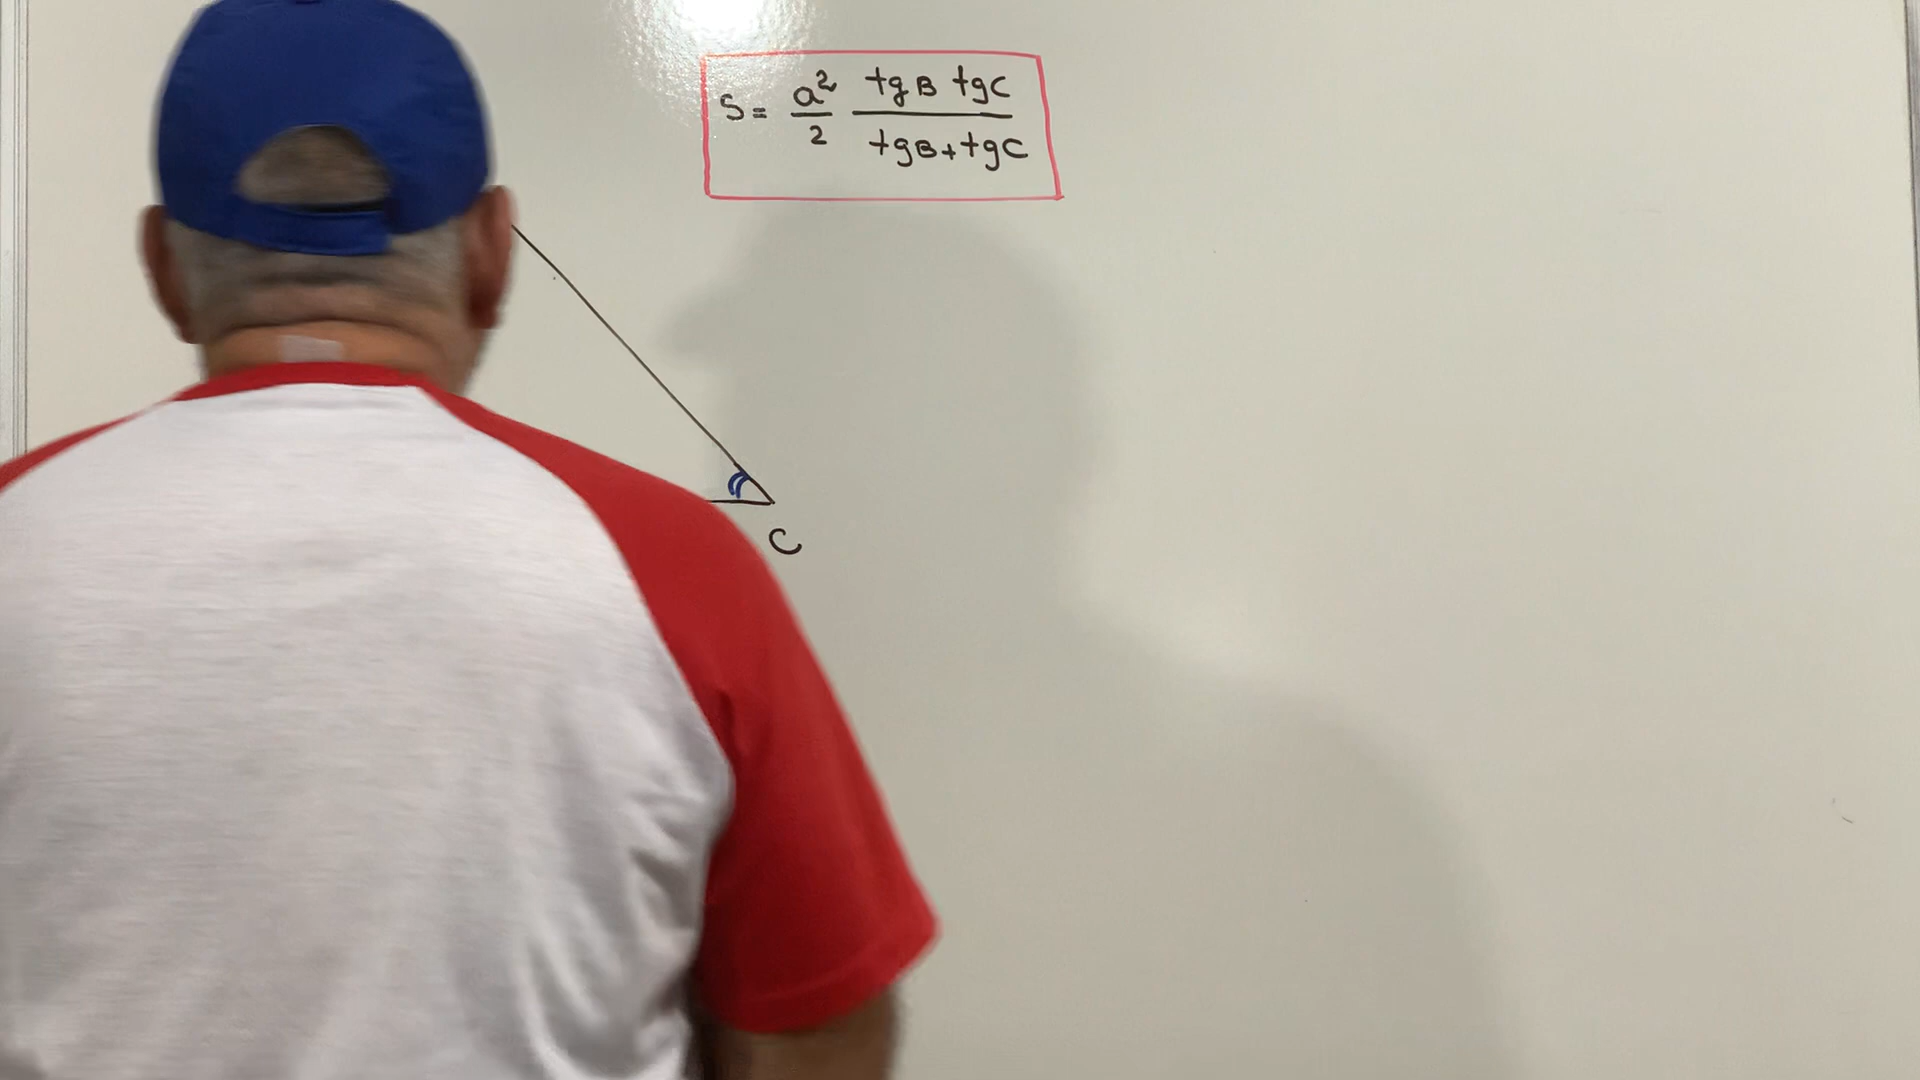 S = a² / 2 tgB tgC / tgB + tgC
C